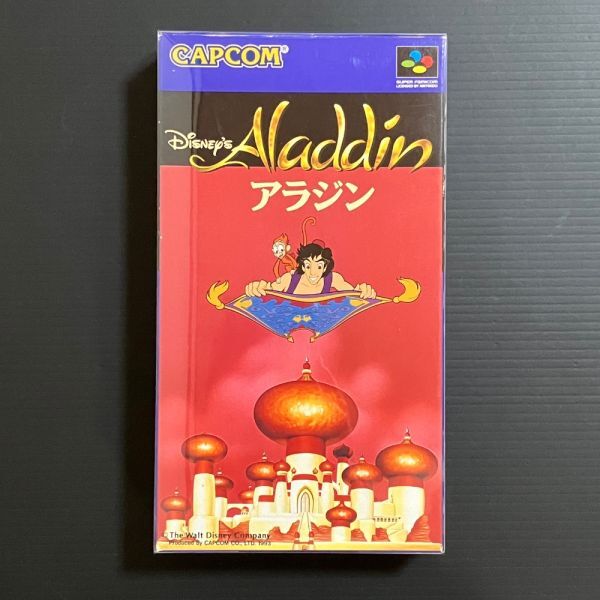 CAPCOM®
SUPER FAMICOM
LICENSED BY NINTENDO
Disney's Aladdin
アラジン
The Walt Disney Company
Produced by CAPCOM CO., LTD. 1993